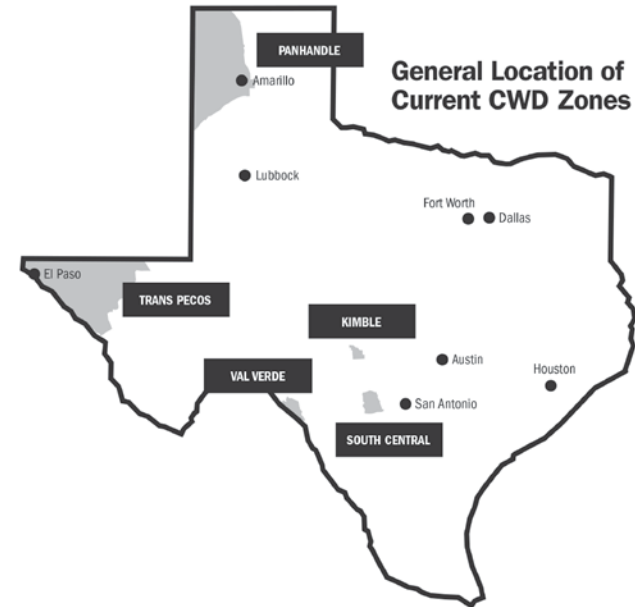 PANHANDLE
General Location of
Current CWD Zones
Amarillo
Lubbock
Fort Worth
Dallas
El Paso
TRANS PECOS
KIMBLE
Austin
Houston
VAL VERDE
San Antonio
SOUTH CENTRAL